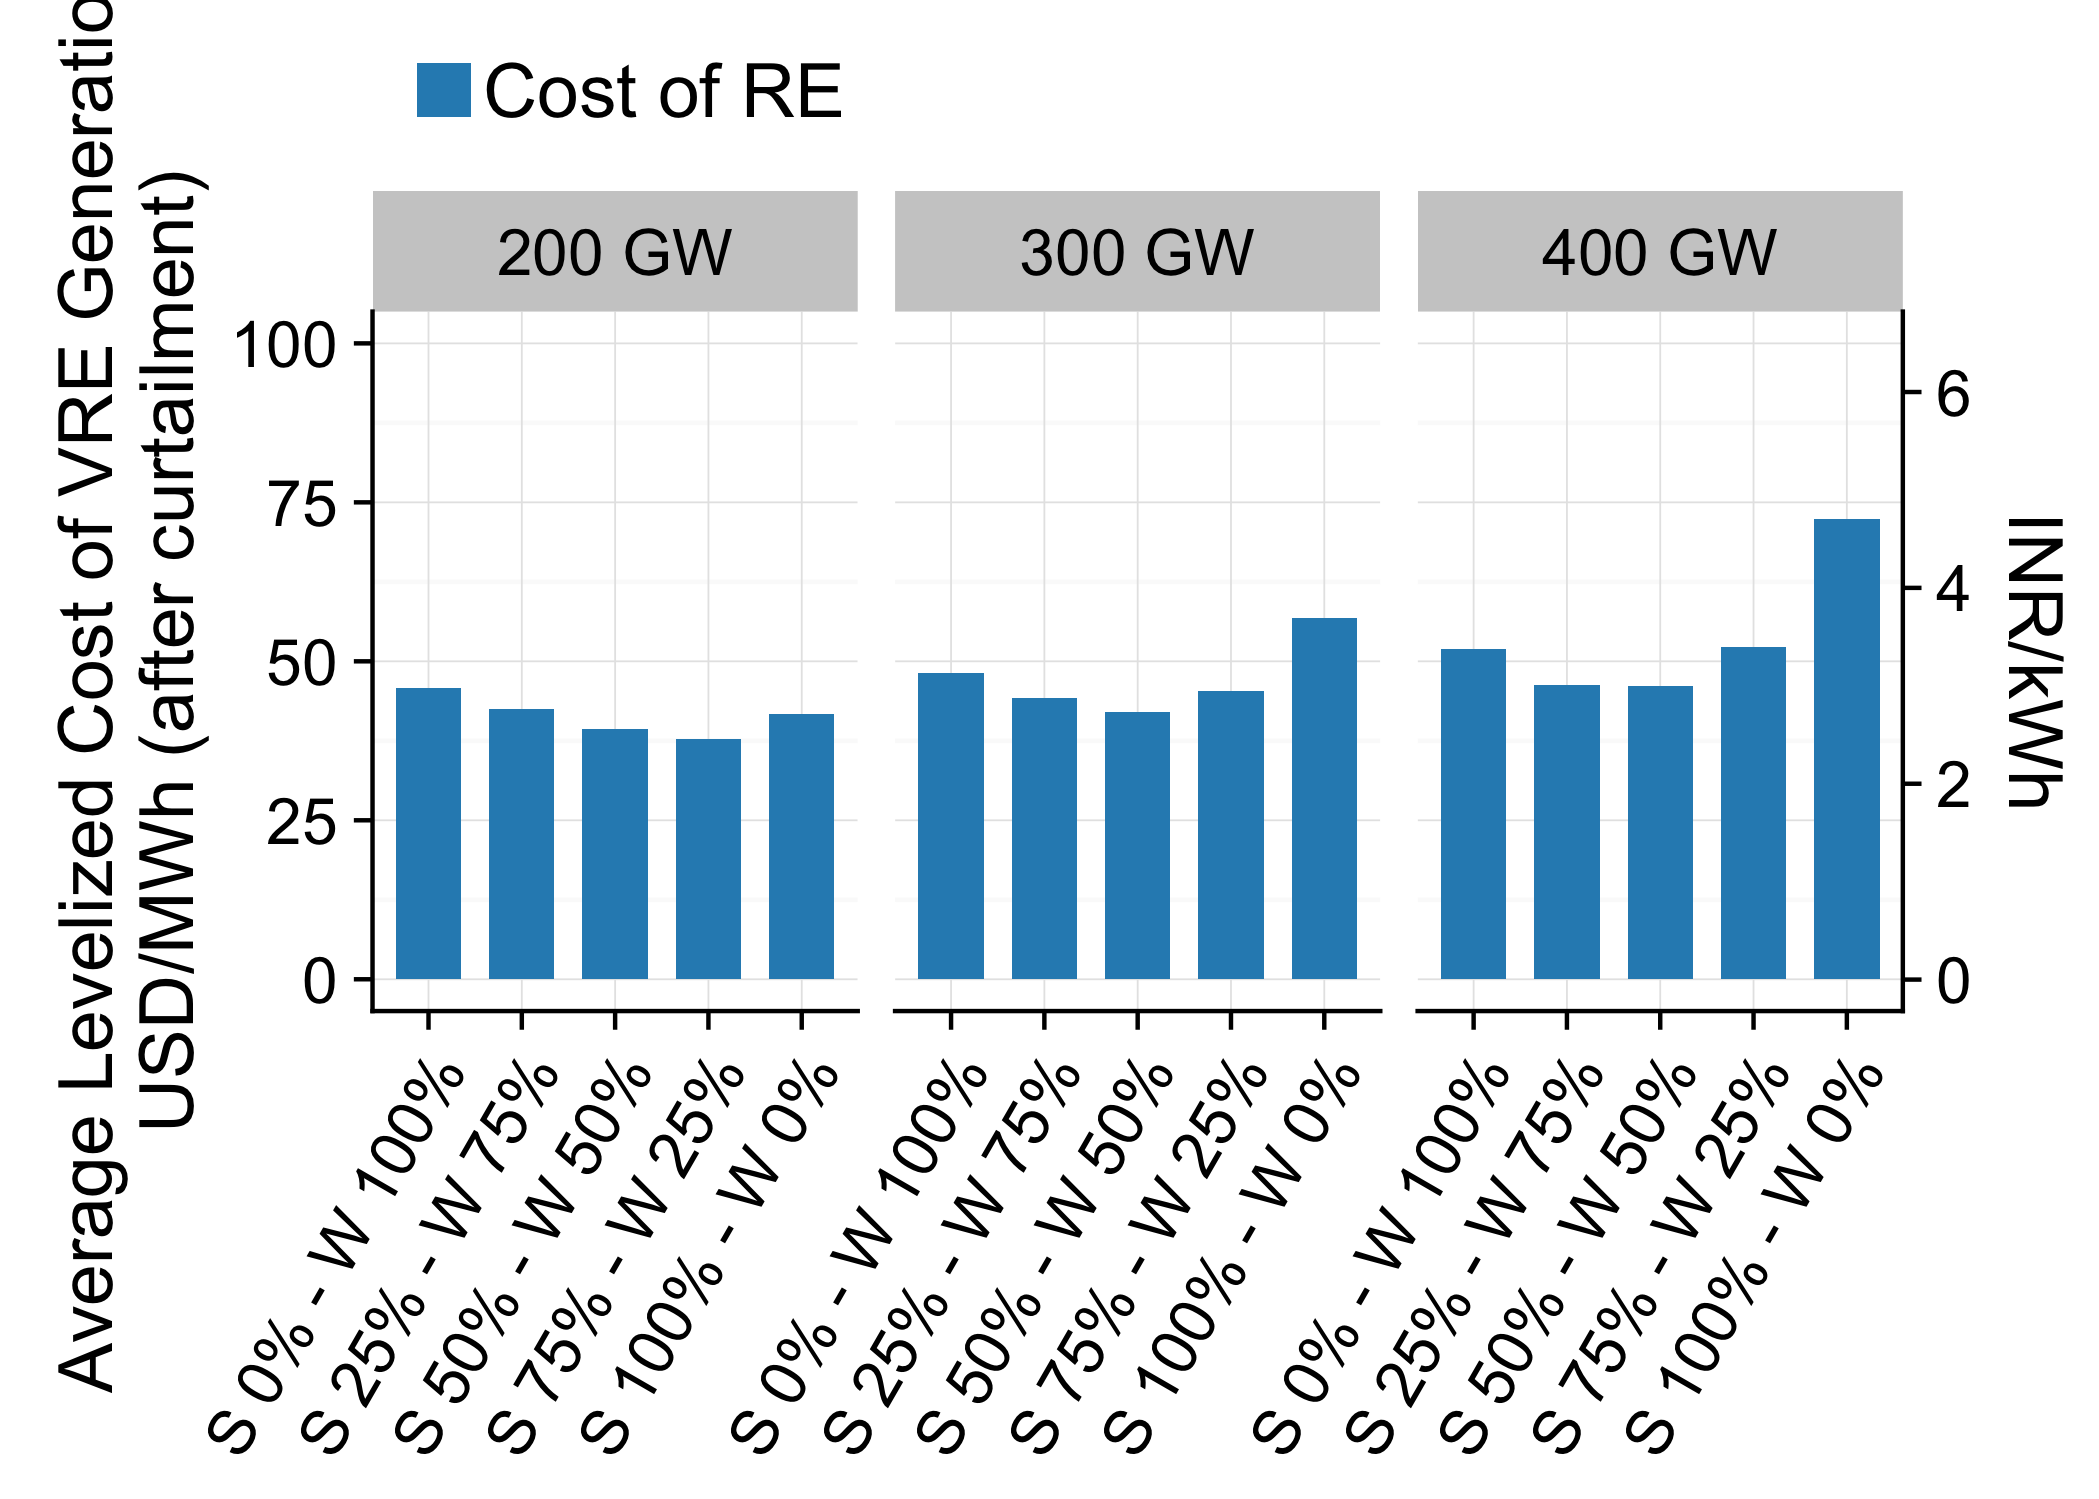 Cost of RE
Average Levelized Cost of VRE Generatio
USD/MWh (after curtailment)
200 GW
300 GW
400 GW
100
75
50
25
0
6
4
2
0
INR/kWh
S 0% - W 100%
S 25% - W 75%
S 50% - W 50%
S 75% - W 25%
S 100% - W 0%
S 0% - W 100%
S 25% - W 75%
S 50% - W 50%
S 75% - W 25%
S 100% - W 0%
S 0% - W 100%
S 25% - W 75%
S 50% - W 50%
S 75% - W 25%
S 100% - W 0%